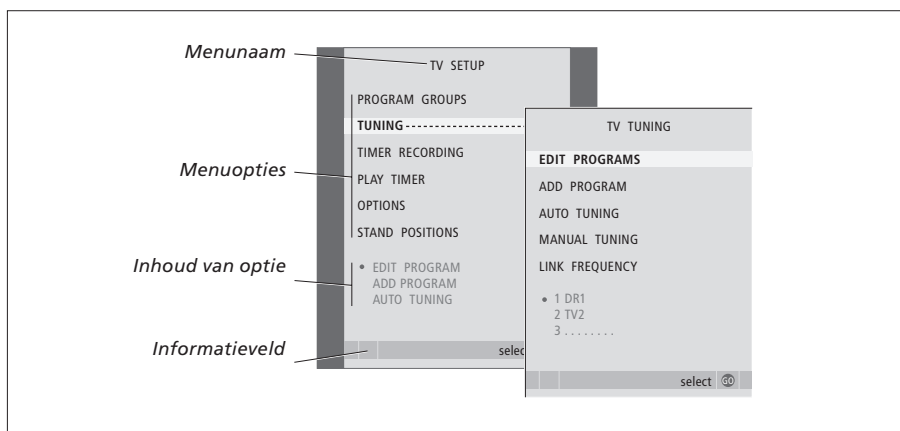 Menunaam
Menuopties
Inhoud van optie
Informatieveld
TV SETUP
PROGRAM GROUPS
TUNING
TIMER RECORDING
PLAY TIMER
OPTIONS
STAND POSITIONS
• EDIT PROGRAM
ADD PROGRAM
AUTO TUNING
selec
TV TUNING
EDIT PROGRAMS
ADD PROGRAM
AUTO TUNING
MANUAL TUNING
LINK FREQUENCY
• 1 DR1
2 TV2
3 ........
select GO